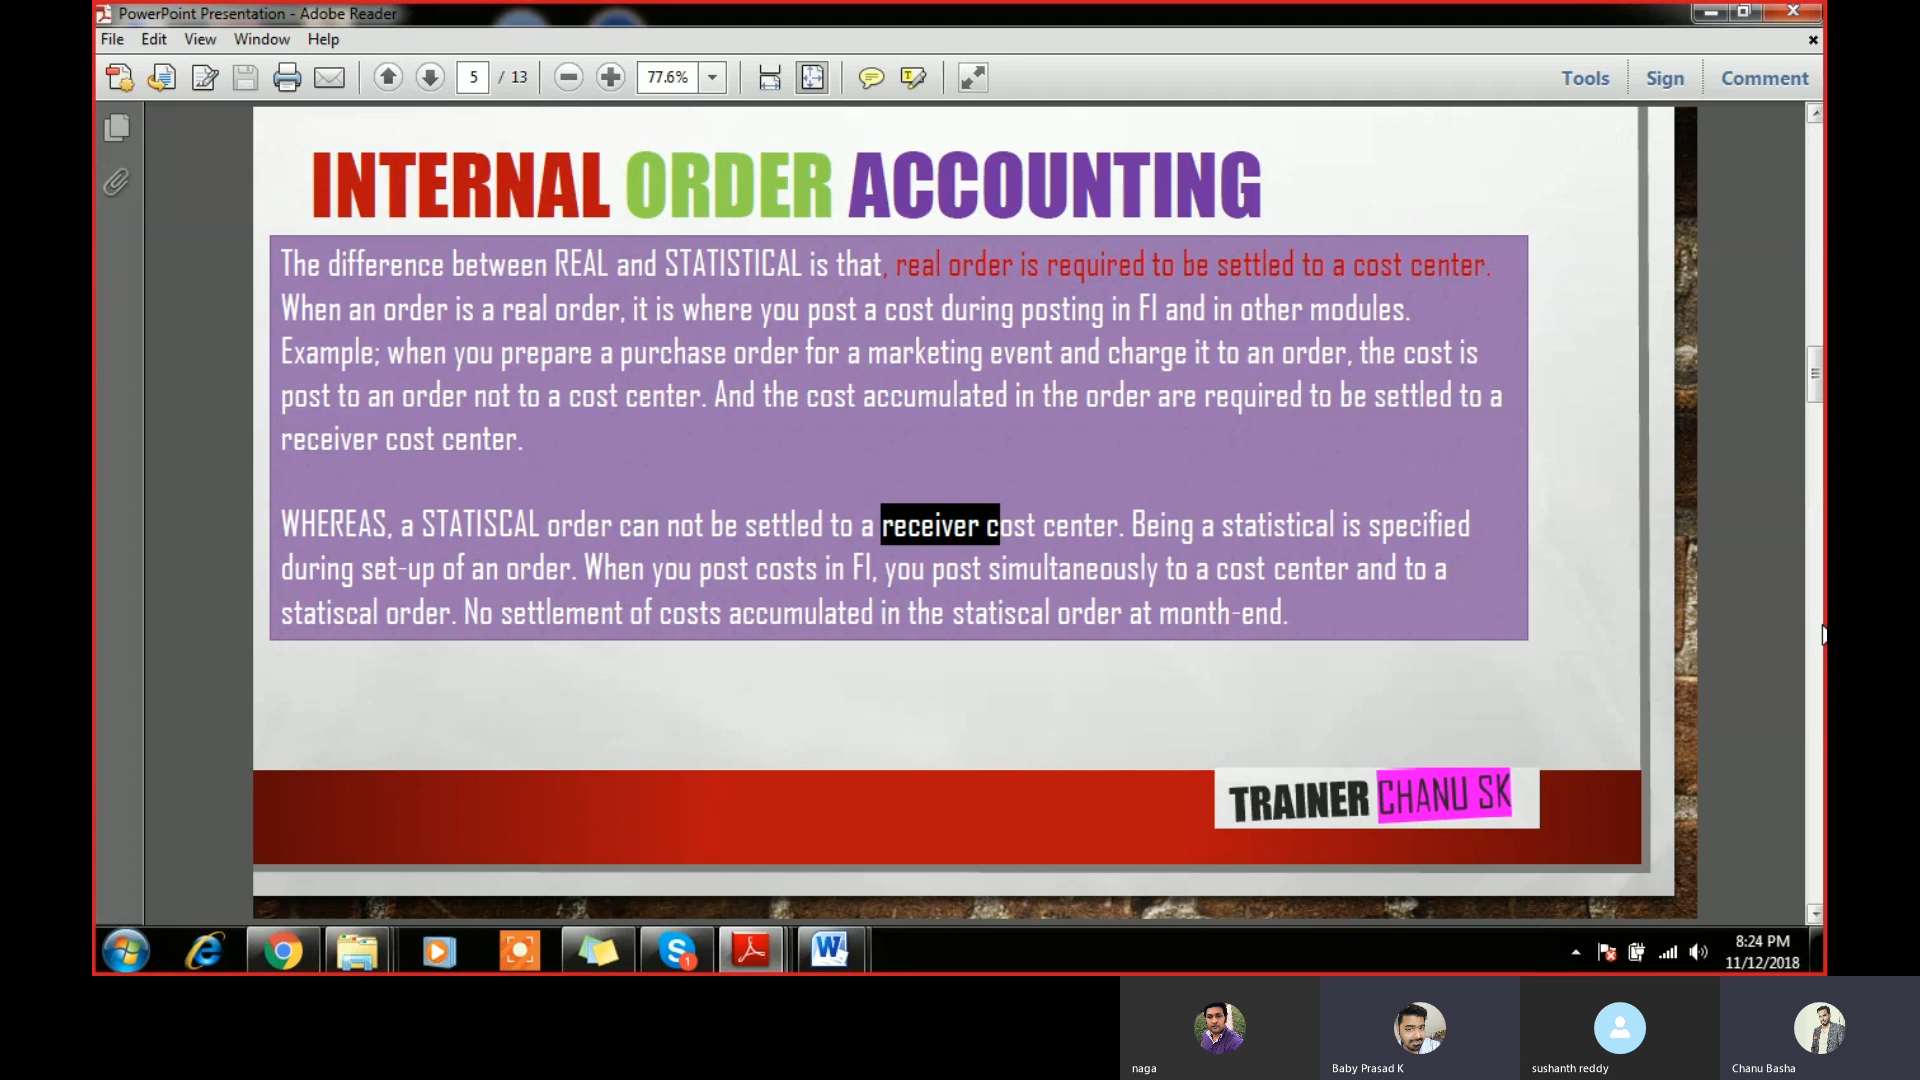 PowerPoint Presentation - Adobe Reader
File Edit View Window Help
5 / 13 77.6% Tools Sign Comment
INTERNAL ORDER ACCOUNTING
The difference between REAL and STATISTICAL is that, real order is required to be settled to a cost center.
When an order is a real order, it is where you post a cost during posting in FI and in other modules.
Example; when you prepare a purchase order for a marketing event and charge it to an order, the cost is
post to an order not to a cost center. And the cost accumulated in the order are required to be settled to a
receiver cost center.
WHEREAS, a STATISCAL order can not be settled to a receiver cost center. Being a statistical is specified
during set-up of an order. When you post costs in FI, you post simultaneously to a cost center and to a
statiscal order. No settlement of costs accumulated in the statiscal order at month-end.
TRAINER CHANU SK
1
8:24 PM
11/12/2018
naga Baby Prasad K sushanth reddy Chanu Basha